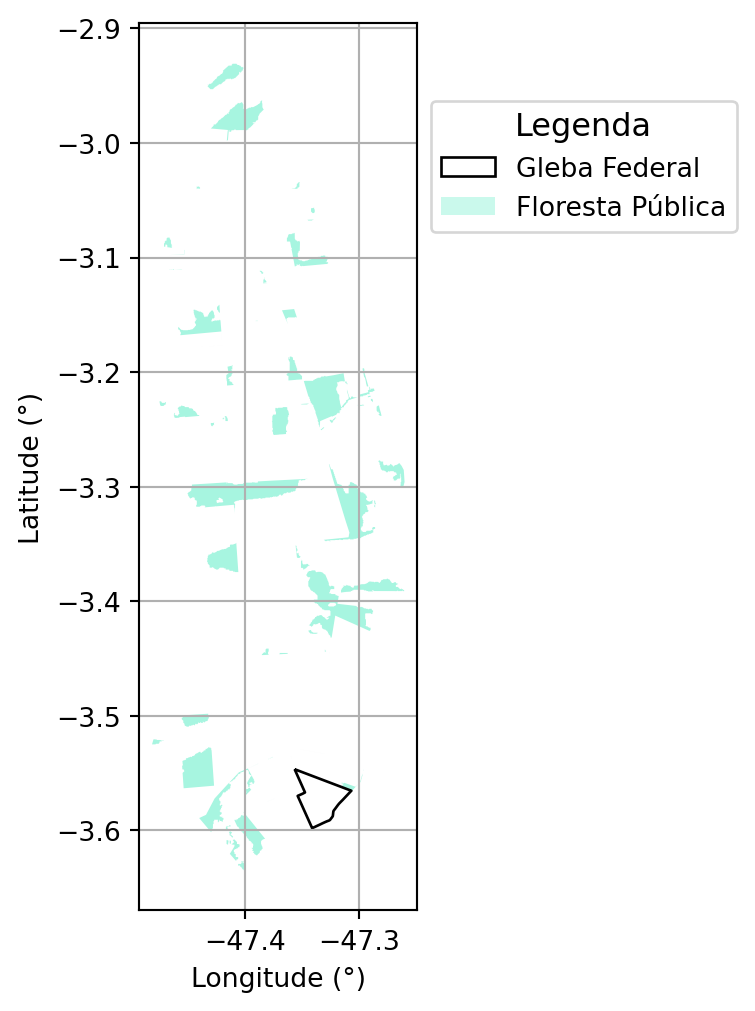 −2.9
−3.0
−3.1
−3.2
−3.3
−3.4
−3.5
−3.6
Latitude (°)
−47.4
−47.3
Longitude (°)
Legenda
Gleba Federal
Floresta Pública